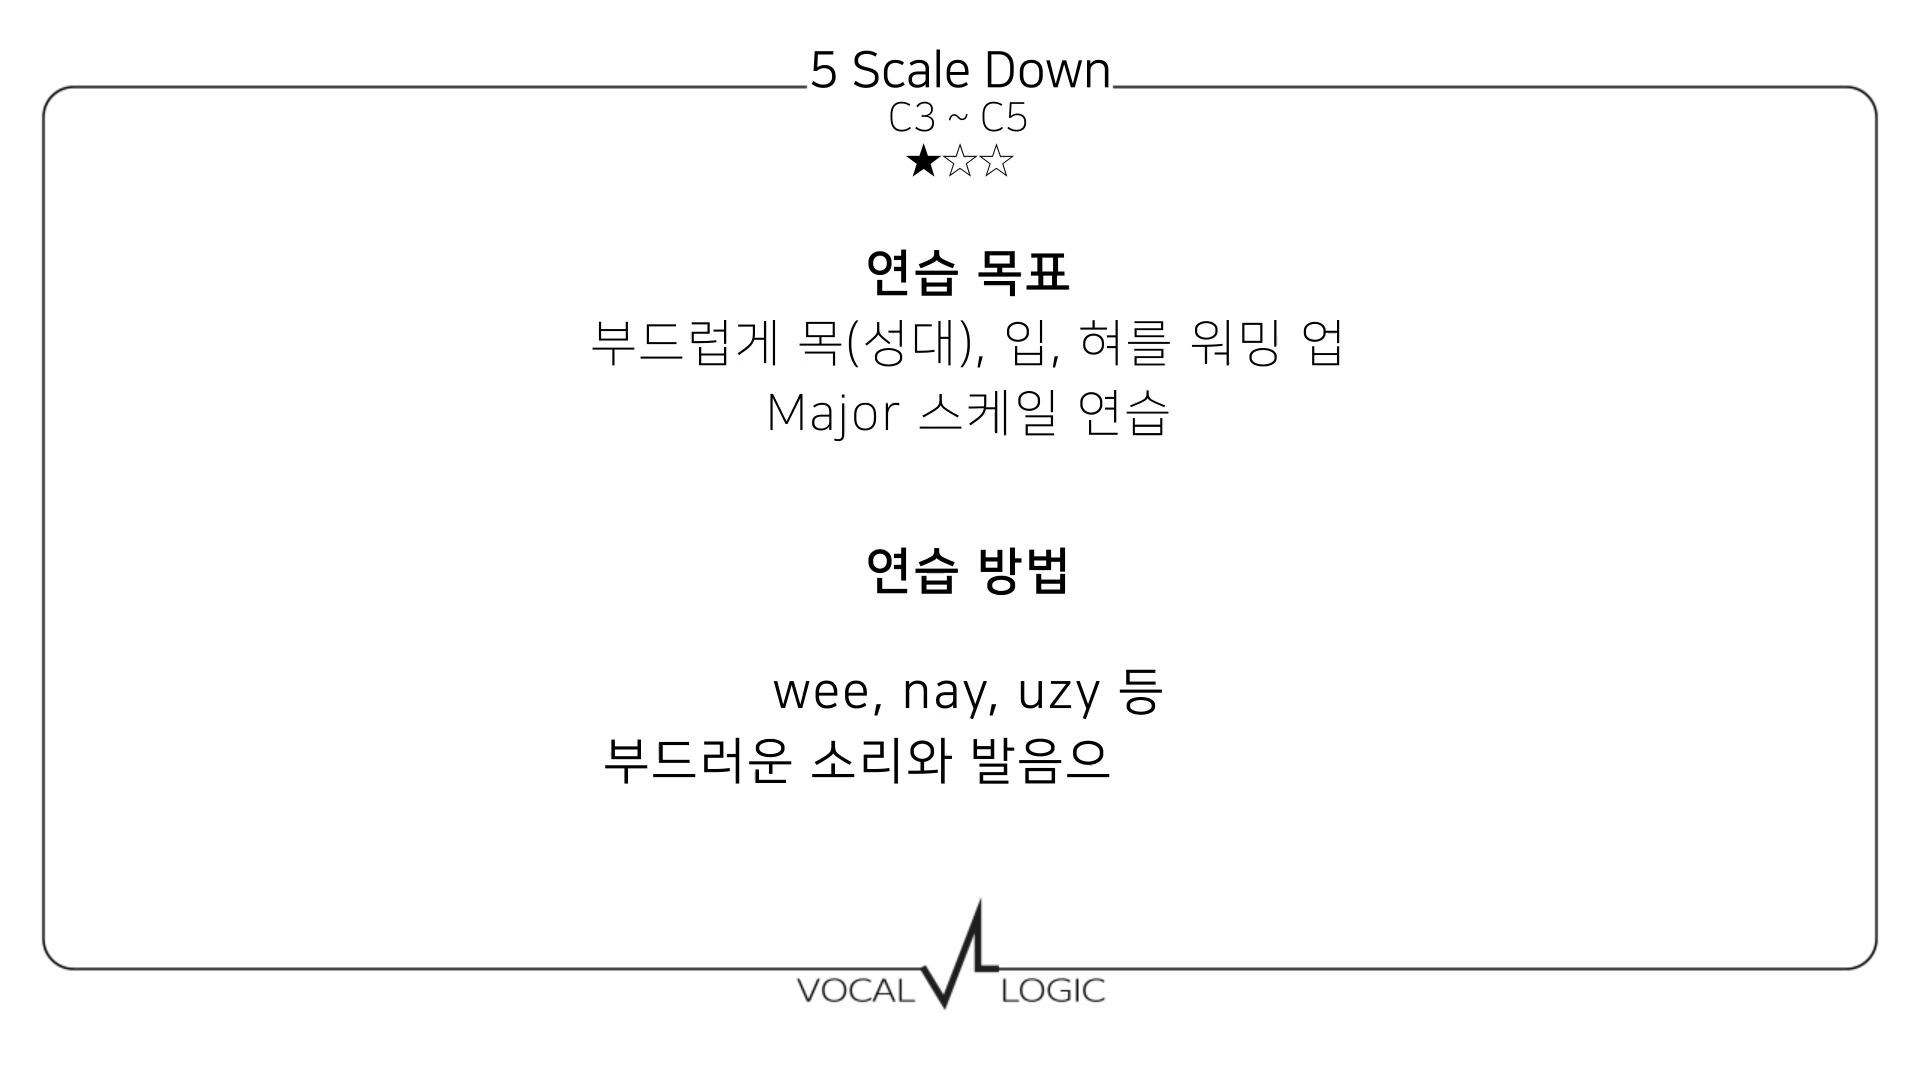 5 Scale Down
C3 ~ C5
★☆☆
연습 목표
부드럽게 목(성대), 입, 혀를 워밍 업
Major 스케일 연습
연습 방법
wee, nay, uzy 등
부드러운 소리와 발음으
VOCAL LOGIC